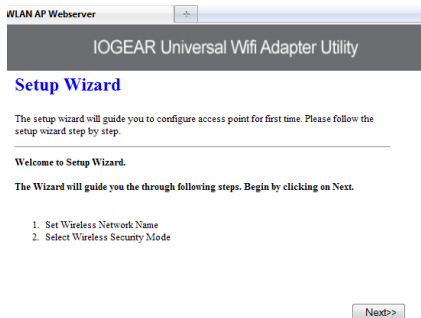 WLAN AP Webserver
IOGEAR Universal Wifi Adapter Utility
Setup Wizard
The setup wizard will guide you to configure access point for first time. Please follow the
setup wizard step by step.
Welcome to Setup Wizard.
The Wizard will guide you the through following steps. Begin by clicking on Next.
1. Set Wireless Network Name
2. Select Wireless Security Mode
Next>>